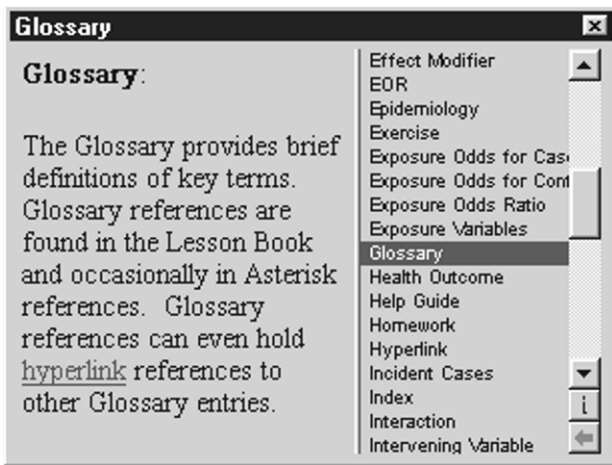 Glossary
Glossary:
The Glossary provides brief
definitions of key terms.
Glossary references are
found in the Lesson Book
and occasionally in Asterisk
references. Glossary
references can even hold
hyperlink references to
other Glossary entries.
Effect Modifier
EOR
Epidemiology
Exercise
Exposure Odds for Cas
Exposure Odds for Cont
Exposure Odds Ratio
Exposure Variables
Glossary
Health Outcome
Help Guide
Homework
Hyperlink
Incident Cases
Index
Interaction
Intervening Variable
i